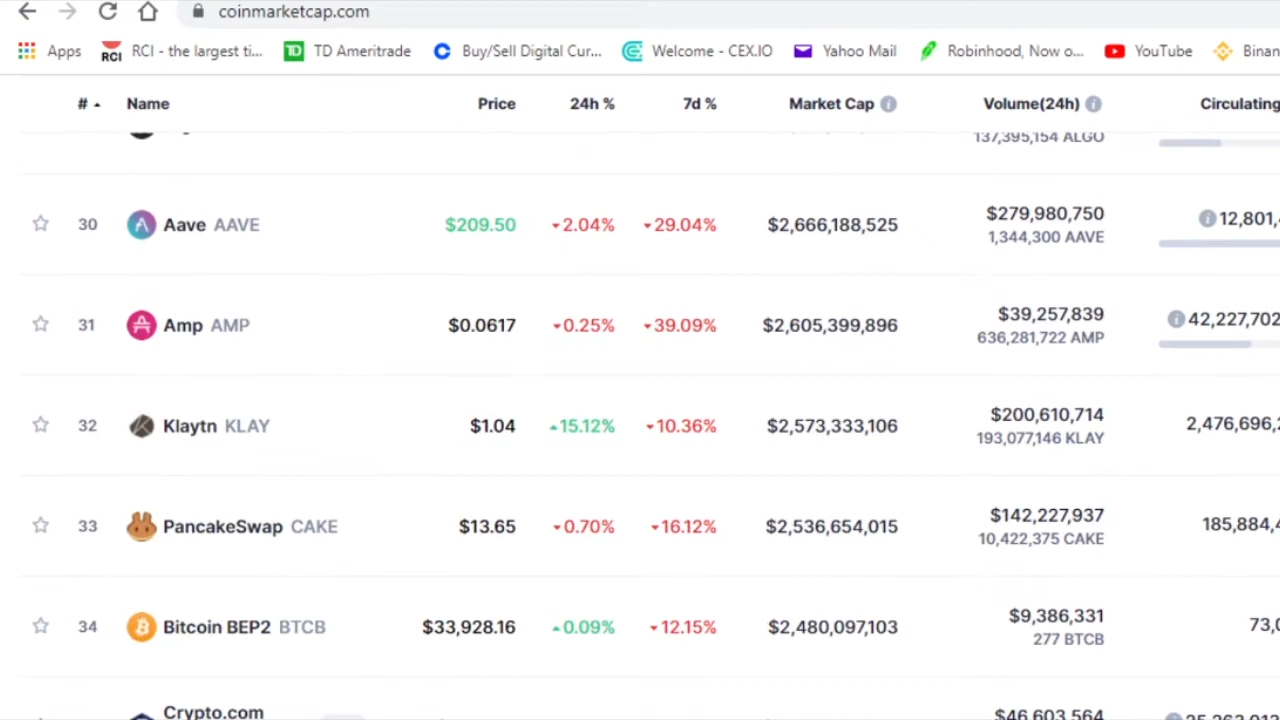 coinmarketcap.com
Apps RCI RCI - the largest ti... TD TD Ameritrade Buy/Sell Digital Cur... Welcome - CEX.IO Yahoo Mail Robinhood, Now o... YouTube Binan
# Name Price 24h % 7d % Market Cap Volume(24h) Circulating
137,395,154 ALGO
30 Aave AAVE $209.50 2.04% 29.04% $2,666,188,525 $279,980,750 12,801,
1,344,300 AAVE
31 Amp AMP $0.0617 0.25% 39.09% $2,605,399,896 $39,257,839 42,227,702
636,281,722 AMP
32 Klaytn KLAY $1.04 15.12% 10.36% $2,573,333,106 $200,610,714 2,476,696,
193,077,146 KLAY
33 PancakeSwap CAKE $13.65 0.70% 16.12% $2,536,654,015 $142,227,937 185,884,
10,422,375 CAKE
34 Bitcoin BEP2 BTCB $33,928.16 0.09% 12.15% $2,480,097,103 $9,386,331 73,0
277 BTCB
Crypto.com $46,603,564